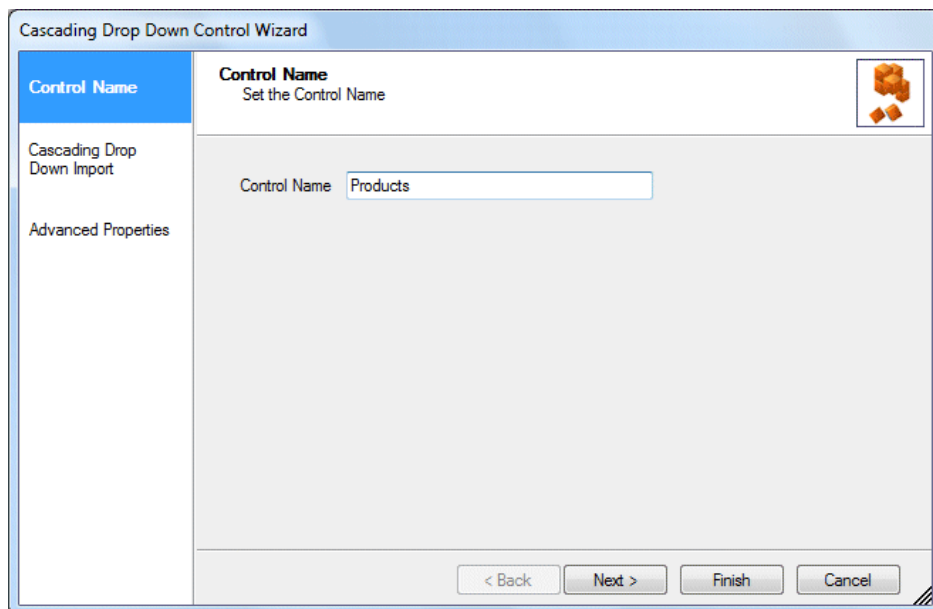 Cascading Drop Down Control Wizard
Control Name
Control Name
Set the Control Name
Cascading Drop
Down Import
Advanced Properties
Control Name
Products
< Back
Next >
Finish
Cancel